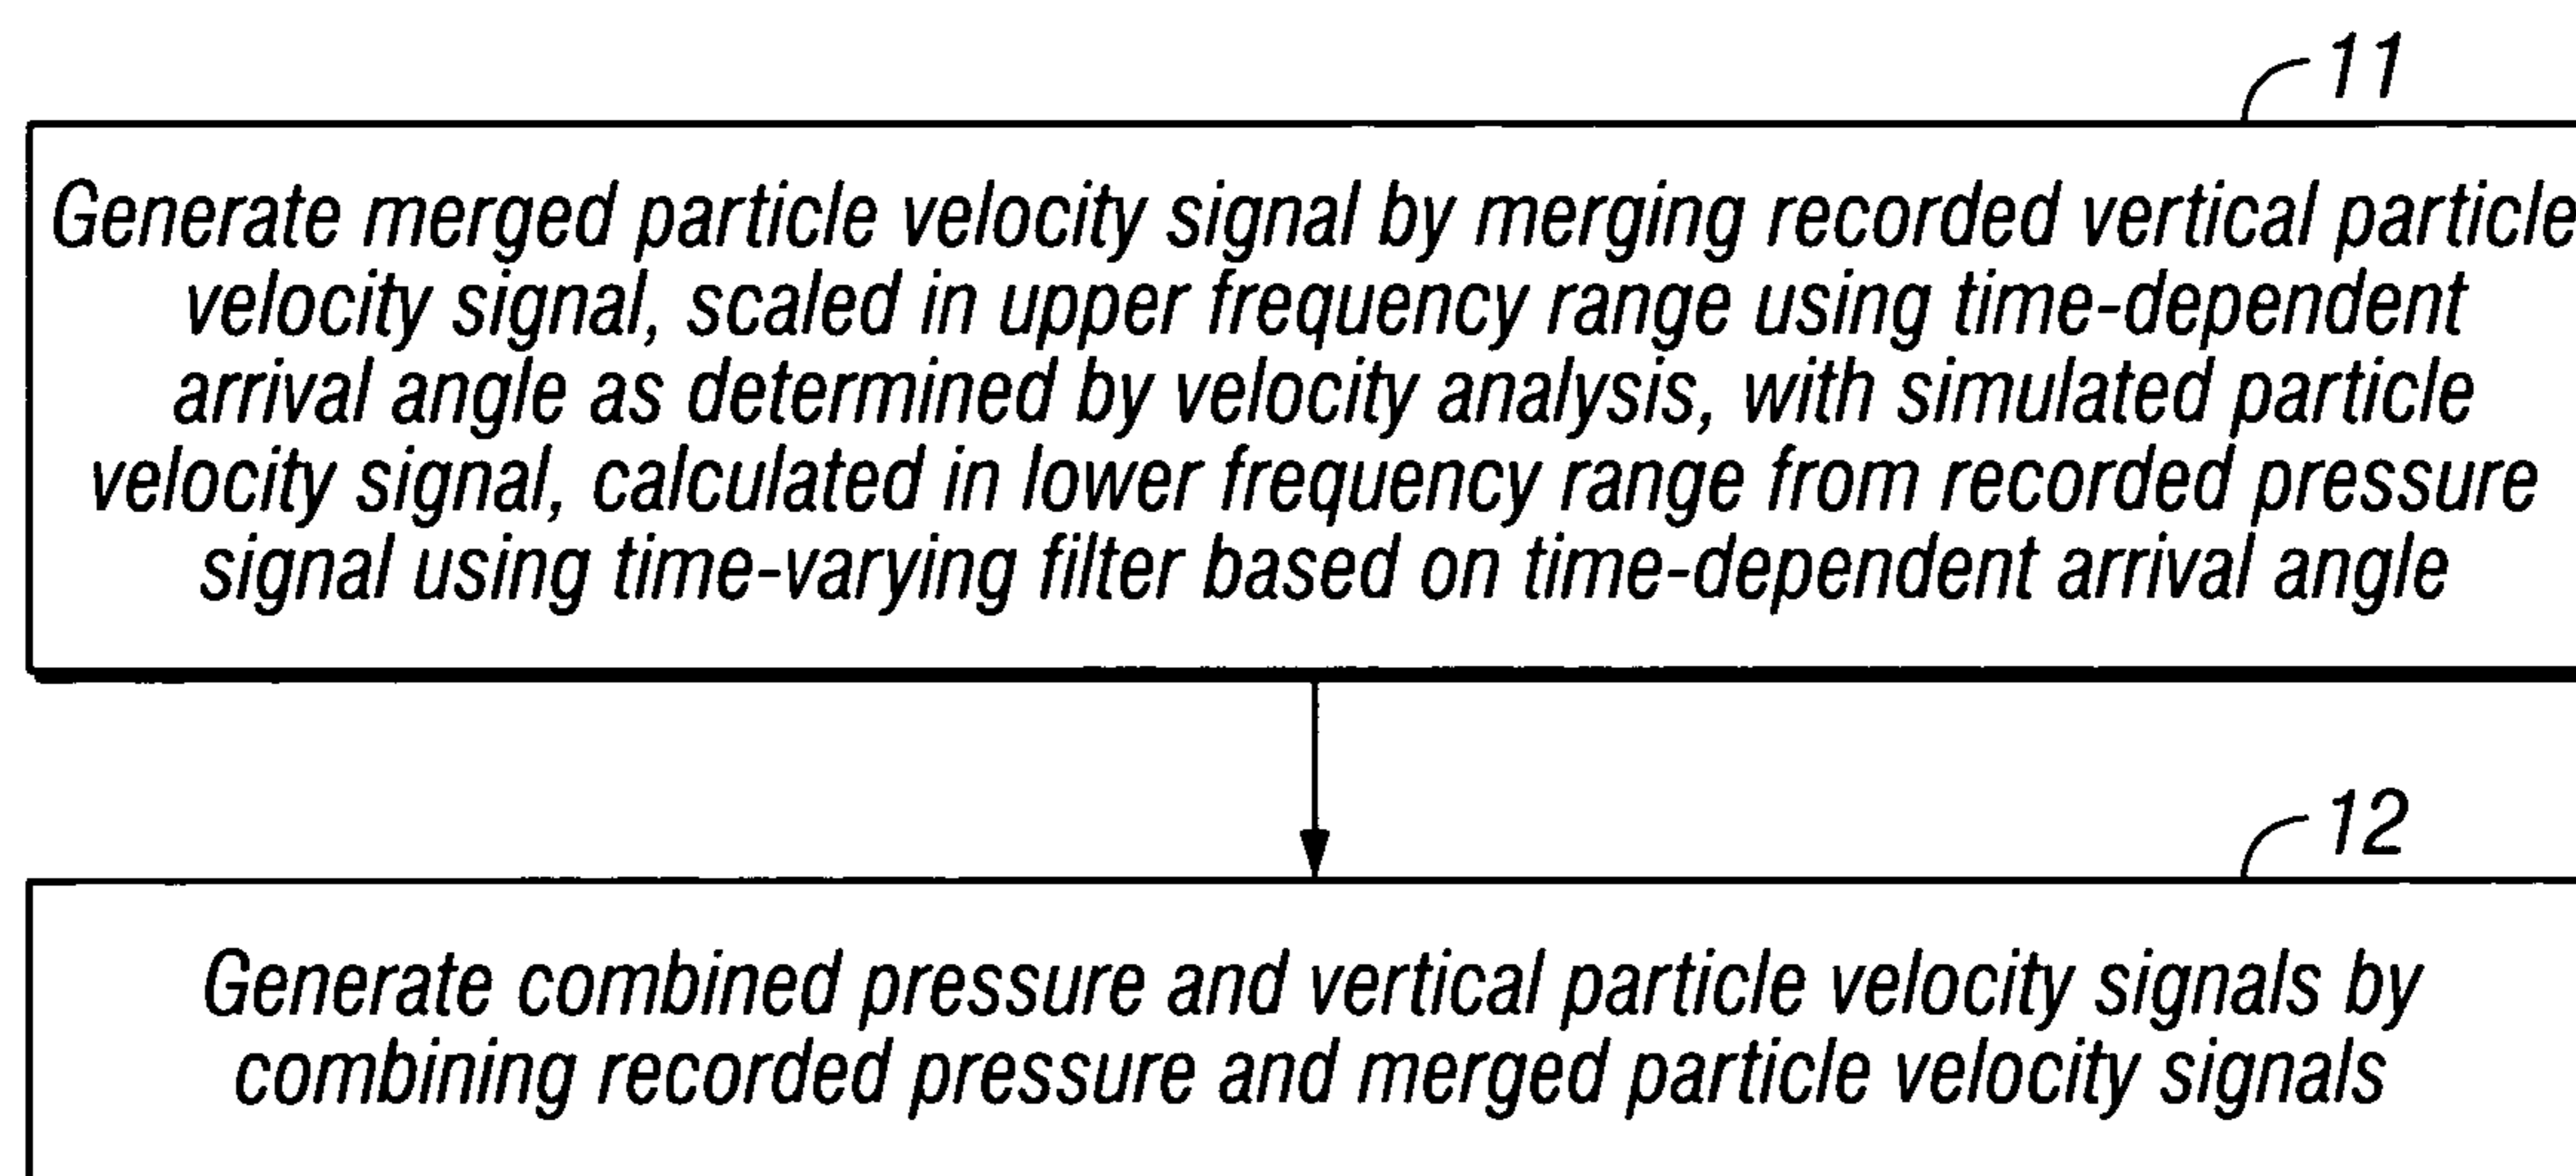 11
Generate merged particle velocity signal by merging recorded vertical particle
velocity signal, scaled in upper frequency range using time-dependent
arrival angle as determined by velocity analysis, with simulated particle
velocity signal, calculated in lower frequency range from recorded pressure
signal using time-varying filter based on time-dependent arrival angle
12
Generate combined pressure and vertical particle velocity signals by
combining recorded pressure and merged particle velocity signals